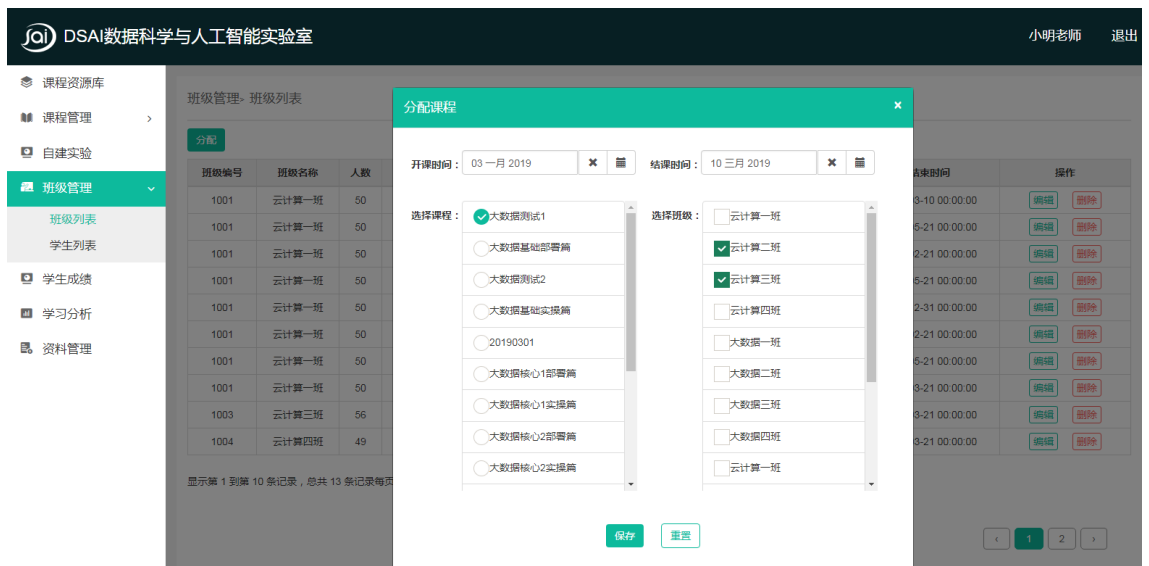 DSAI数据科学与人工智能实验室
小明老师 退出
课程资源库
课程管理
自建实验
班级管理
班级列表
学生列表
学生成绩
学习分析
资料管理
班级管理› 班级列表
分配
班级编号 班级名称 人数 结束时间 操作
1001 云计算一班 50 3-10 00:00:00 编辑 删除
1001 云计算一班 50 5-21 00:00:00 编辑 删除
1001 云计算一班 50 2-21 00:00:00 编辑 删除
1001 云计算一班 50 5-21 00:00:00 编辑 删除
1001 云计算一班 50 2-31 00:00:00 编辑 删除
1001 云计算一班 50 2-21 00:00:00 编辑 删除
1001 云计算一班 50 5-21 00:00:00 编辑 删除
1001 云计算一班 50 3-21 00:00:00 编辑 删除
1003 云计算三班 56 3-21 00:00:00 编辑 删除
1004 云计算四班 49 3-21 00:00:00 编辑 删除
显示第 1 到第 10 条记录，总共 13 条记录每页
‹ 1 2 ›
分配课程 ×
开课时间： 03 一月 2019
结课时间： 10 三月 2019
选择课程：
大数据测试1
大数据基础部署篇
大数据测试2
大数据基础实操篇
20190301
大数据核心1部署篇
大数据核心1实操篇
大数据核心2部署篇
大数据核心2实操篇
选择班级：
云计算一班
云计算二班
云计算三班
云计算四班
大数据一班
大数据二班
大数据三班
大数据四班
云计算一班
保存 重置